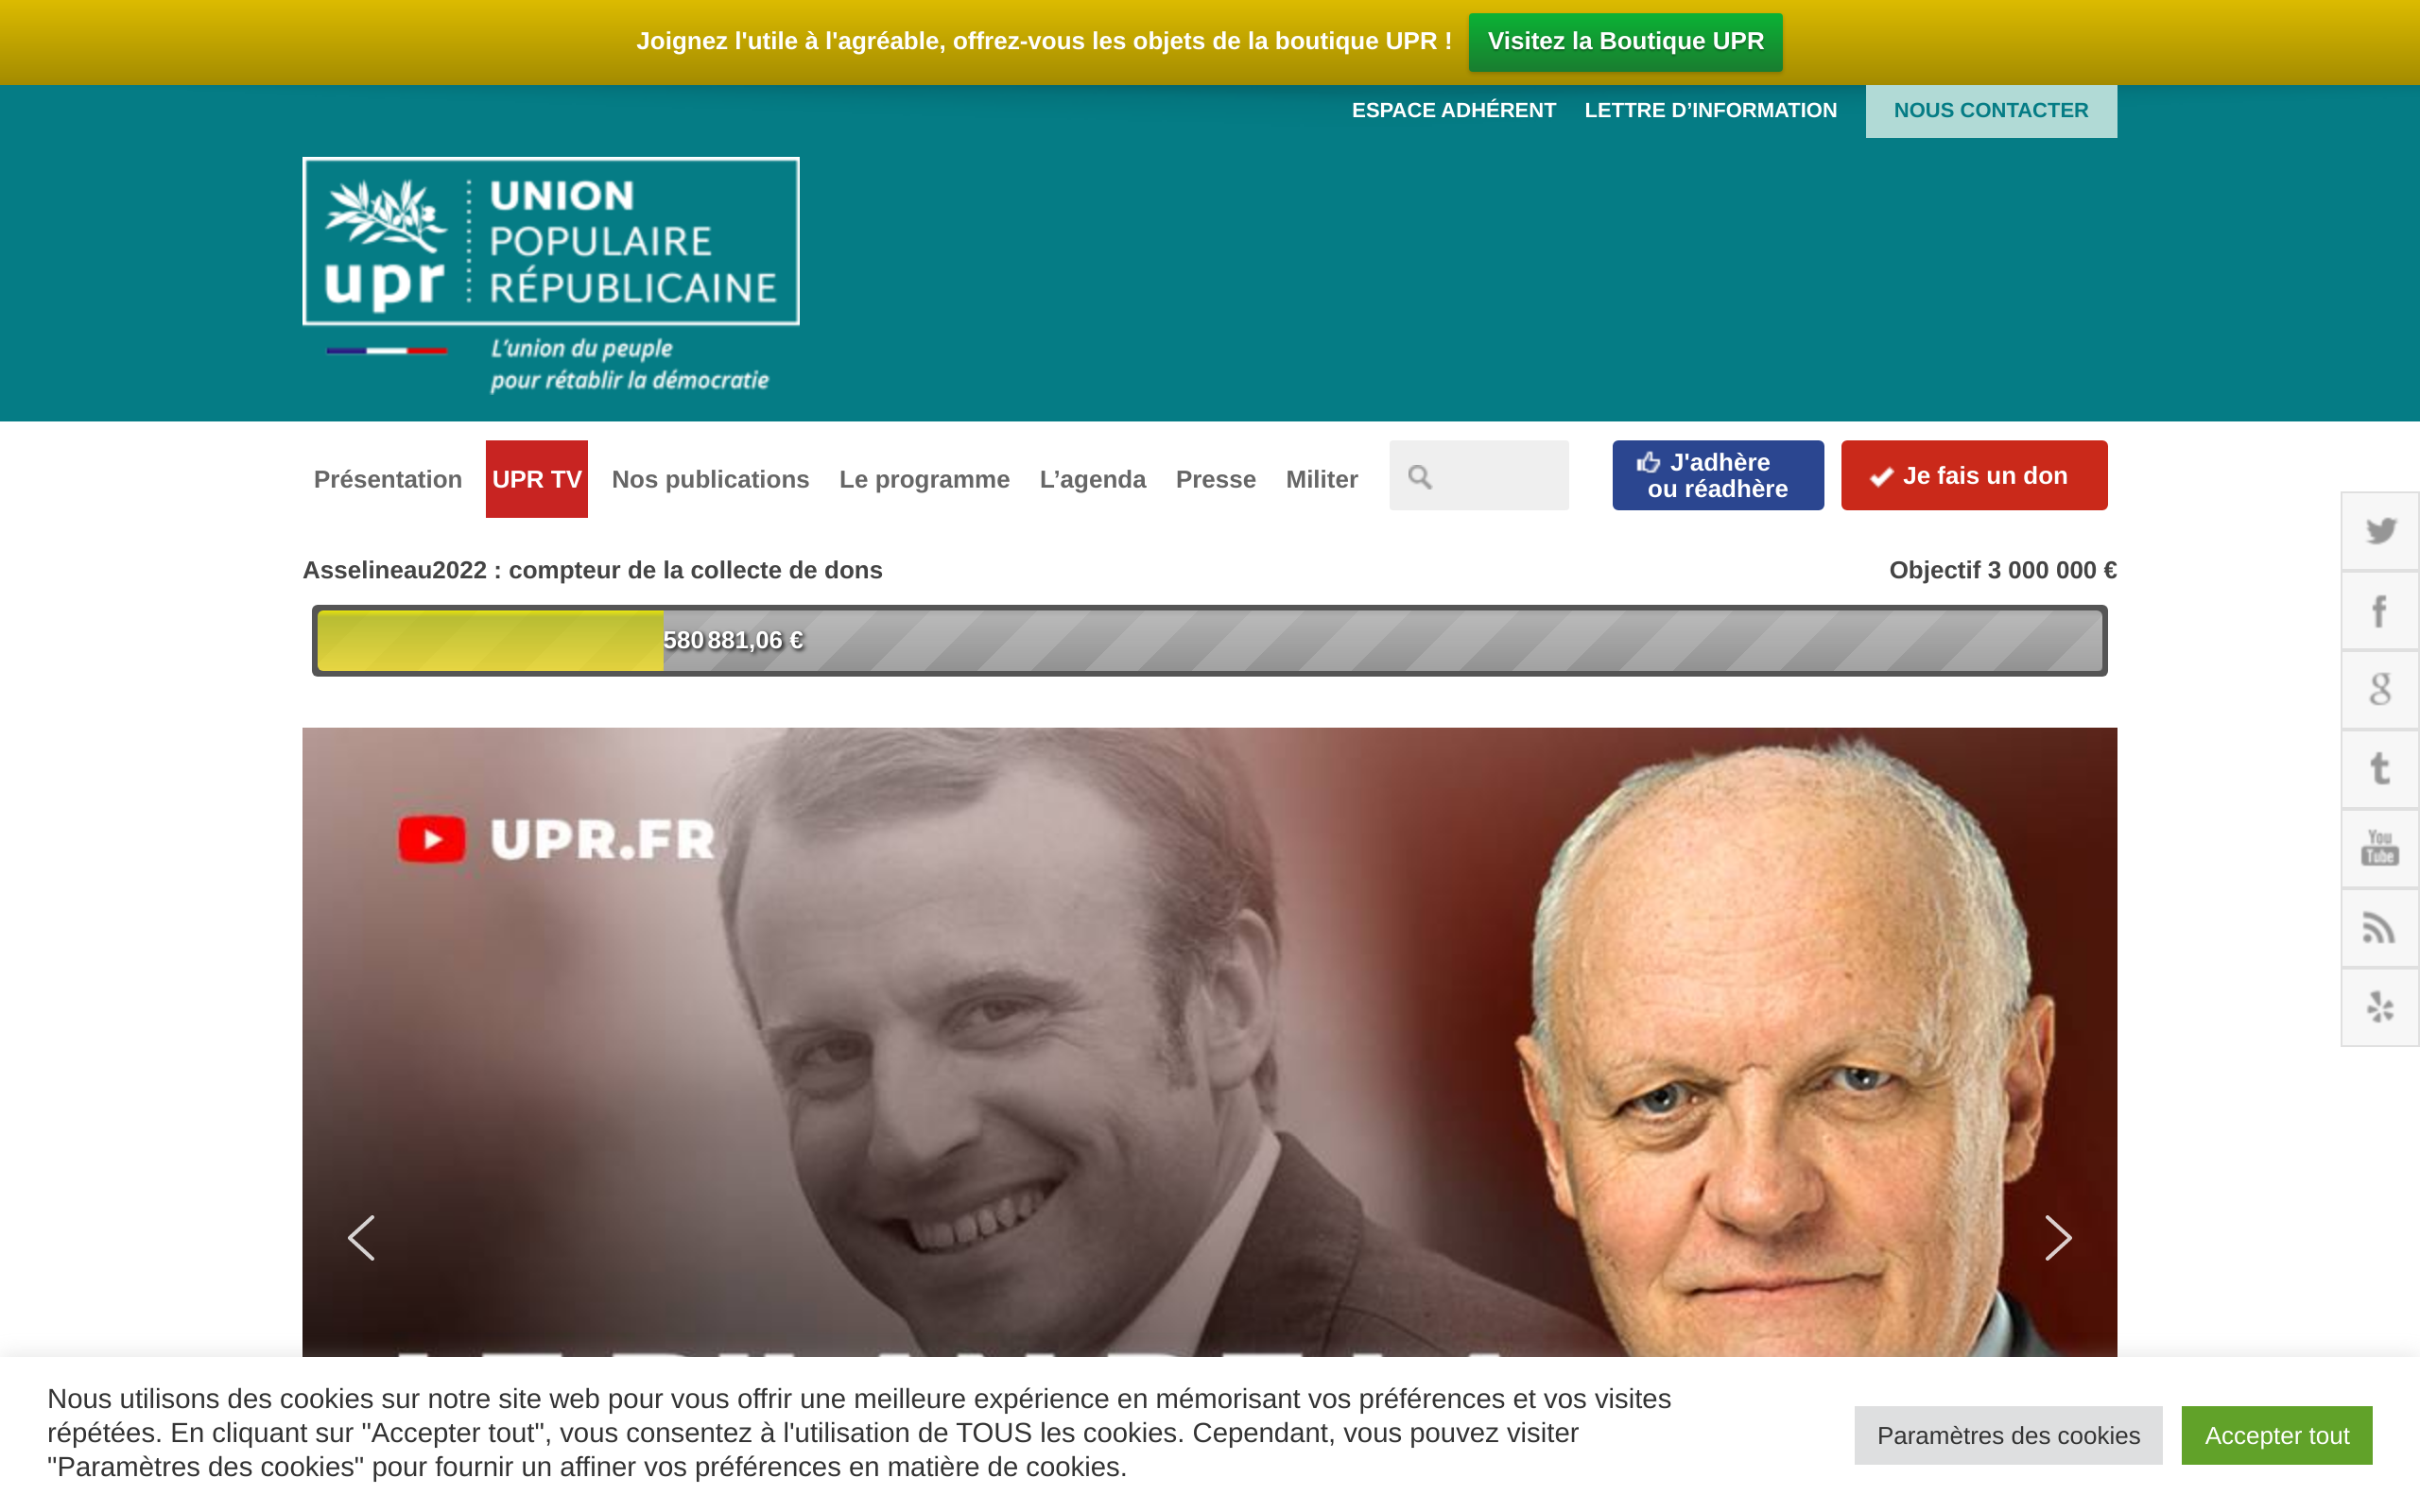 Joignez l'utile à l'agréable, offrez-vous les objets de la boutique UPR !
Visitez la Boutique UPR
ESPACE ADHÉRENT
LETTRE D’INFORMATION
NOUS CONTACTER
UNION
POPULAIRE
RÉPUBLICAINE
upr
L’union du peuple
pour rétablir la démocratie
Présentation
UPR TV
Nos publications
Le programme
L’agenda
Presse
Militer
J'adhère
ou réadhère
Je fais un don
Asselineau2022 : compteur de la collecte de dons
Objectif 3 000 000 €
580 881,06 €
UPR.FR
You
Tube
Nous utilisons des cookies sur notre site web pour vous offrir une meilleure expérience en mémorisant vos préférences et vos visites
répétées. En cliquant sur "Accepter tout", vous consentez à l'utilisation de TOUS les cookies. Cependant, vous pouvez visiter
"Paramètres des cookies" pour fournir un affiner vos préférences en matière de cookies.
Paramètres des cookies
Accepter tout